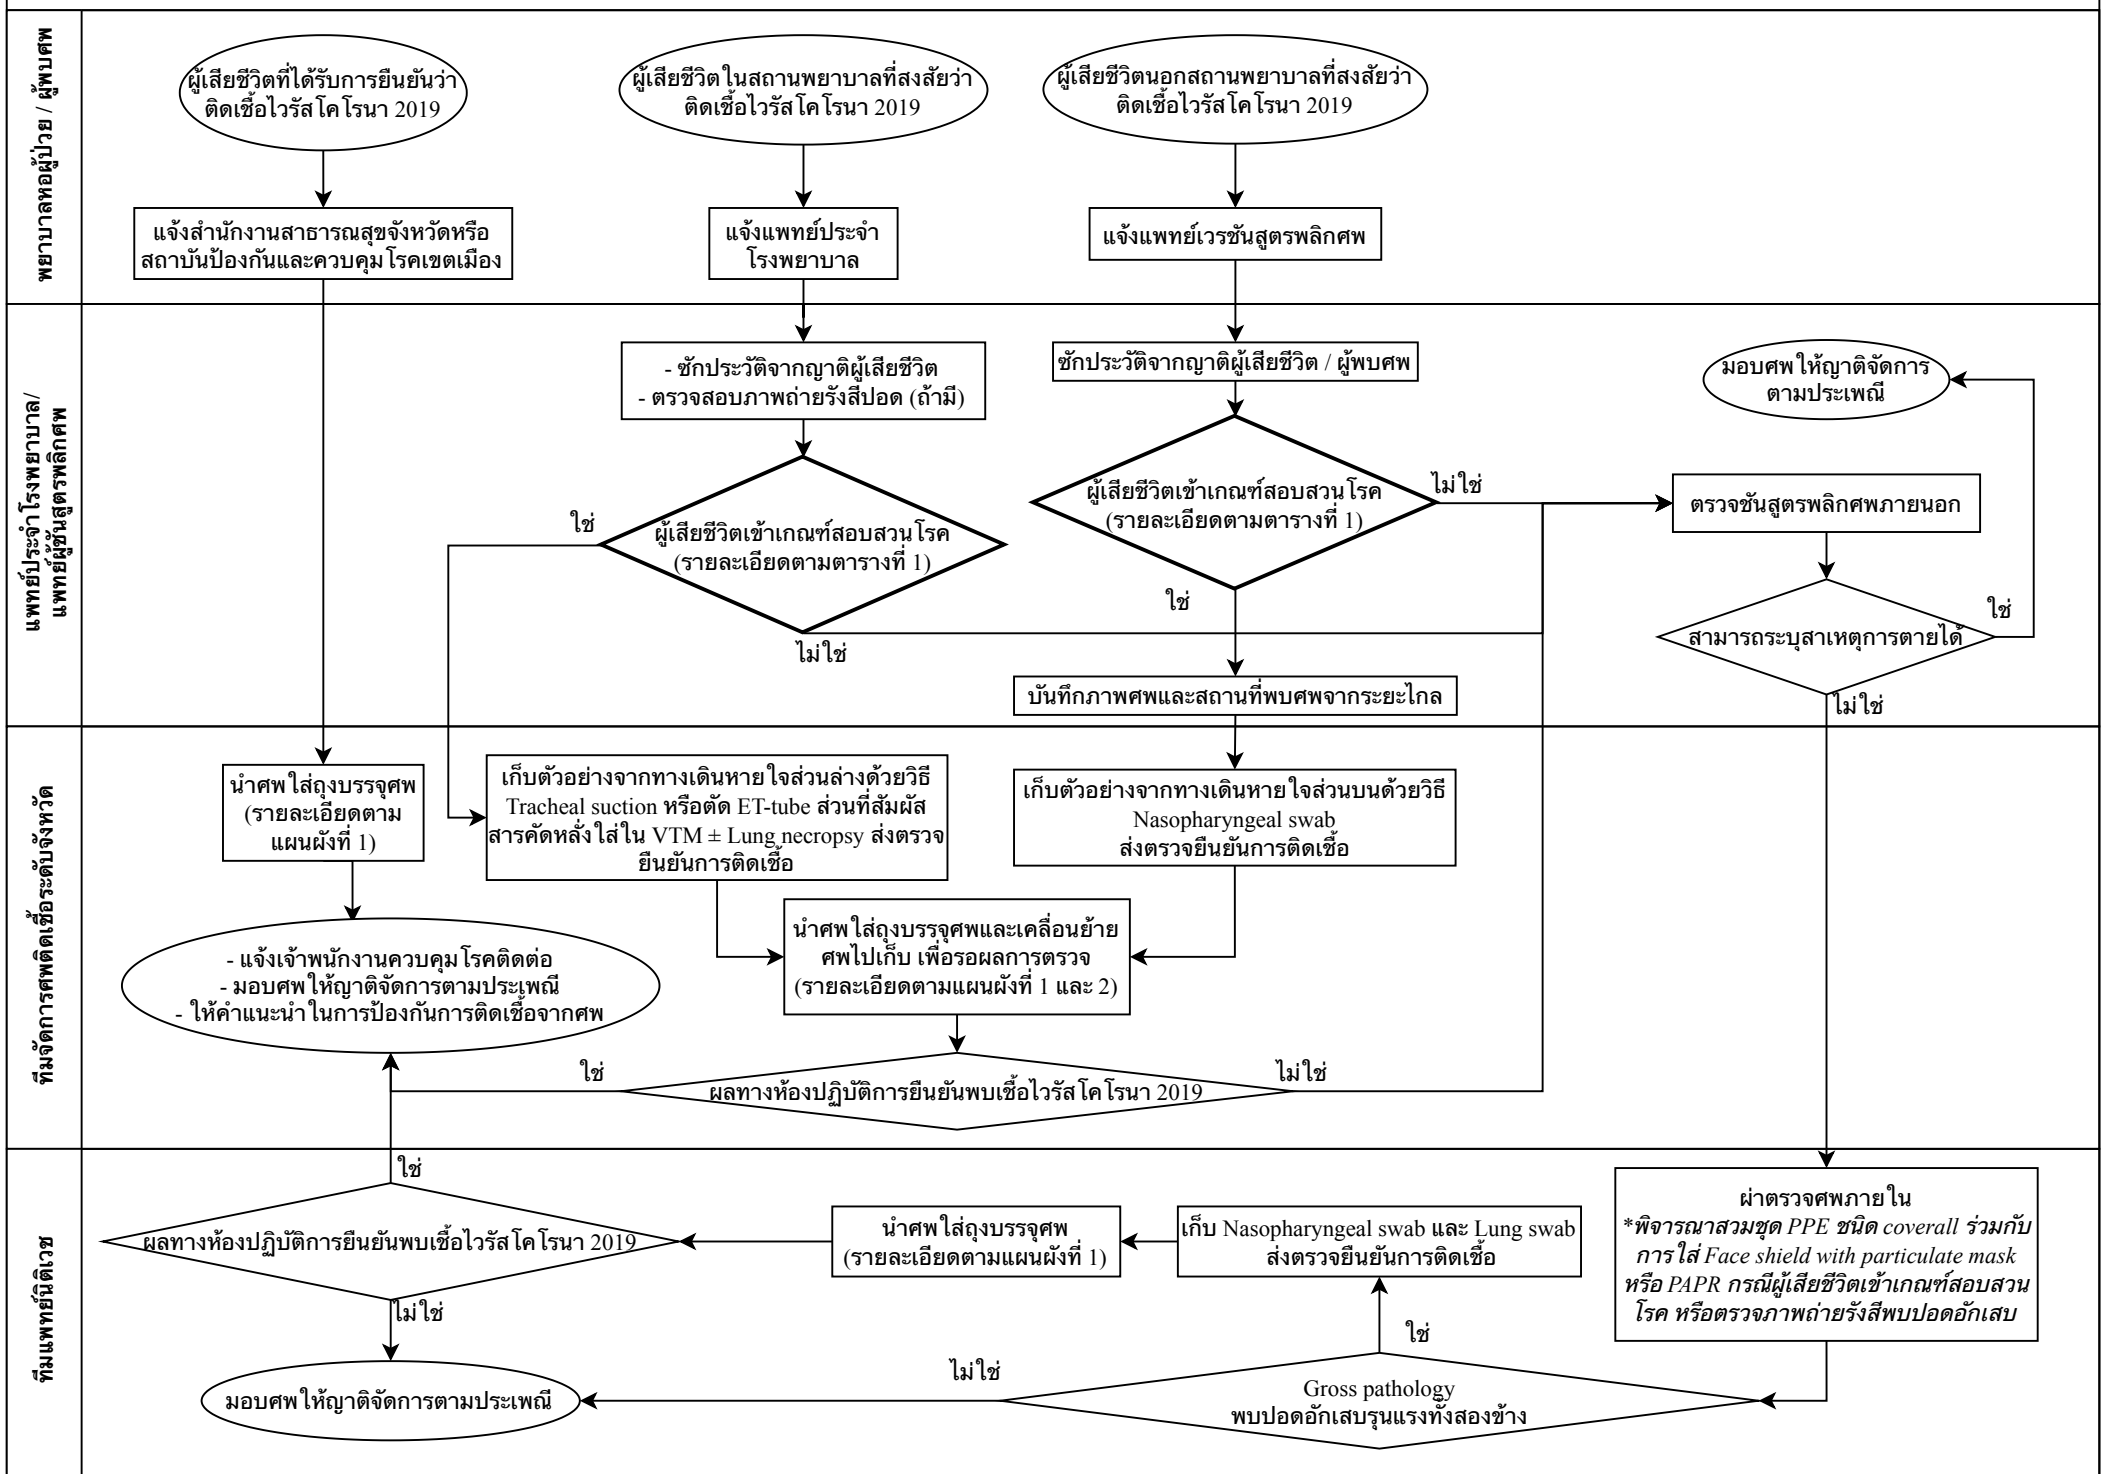 พยาบาลหอผู้ป่วย / ผู้พบศพ
ผู้เสียชีวิตที่ได้รับการยืนยันว่า
ติดเชื้อไวรัสโคโรนา 2019
ผู้เสียชีวิตในสถานพยาบาลที่สงสัยว่า
ติดเชื้อไวรัสโคโรนา 2019
ผู้เสียชีวิตนอกสถานพยาบาลที่สงสัยว่า
ติดเชื้อไวรัสโคโรนา 2019
แจ้งสำนักงานสาธารณสุขจังหวัดหรือ
สถาบันป้องกันและควบคุมโรคเขตเมือง
แจ้งแพทย์ประจำ
โรงพยาบาล
แจ้งแพทย์เวรชันสูตรพลิกศพ
แพทย์ประจำโรงพยาบาล/
แพทย์ผู้ชันสูตรพลิกศพ
- ซักประวัติจากญาติผู้เสียชีวิต
- ตรวจสอบภาพถ่ายรังสีปอด (ถ้ามี)
ซักประวัติจากญาติผู้เสียชีวิต / ผู้พบศพ
มอบศพให้ญาติจัดการ
ตามประเพณี
ใช่
ผู้เสียชีวิตเข้าเกณฑ์สอบสวนโรค
(รายละเอียดตามตารางที่ 1)
ไม่ใช่
ผู้เสียชีวิตเข้าเกณฑ์สอบสวนโรค
(รายละเอียดตามตารางที่ 1)
ไม่ใช่
ใช่
ตรวจชันสูตรพลิกศพภายนอก
สามารถระบุสาเหตุการตายได้
ใช่
ไม่ใช่
บันทึกภาพศพและสถานที่พบศพจากระยะไกล
ทีมจัดการศพติดเชื้อระดับจังหวัด
นำศพใส่ถุงบรรจุศพ
(รายละเอียดตาม
แผนผังที่ 1)
เก็บตัวอย่างจากทางเดินหายใจส่วนล่างด้วยวิธี
Tracheal suction หรือตัด ET-tube ส่วนที่สัมผัส
สารคัดหลั่งใส่ใน VTM ± Lung necropsy ส่งตรวจ
ยืนยันการติดเชื้อ
เก็บตัวอย่างจากทางเดินหายใจส่วนบนด้วยวิธี
Nasopharyngeal swab
ส่งตรวจยืนยันการติดเชื้อ
- แจ้งเจ้าพนักงานควบคุมโรคติดต่อ
- มอบศพให้ญาติจัดการตามประเพณี
- ให้คำแนะนำในการป้องกันการติดเชื้อจากศพ
นำศพใส่ถุงบรรจุศพและเคลื่อนย้าย
ศพไปเก็บ เพื่อรอผลการตรวจ
(รายละเอียดตามแผนผังที่ 1 และ 2)
ใช่
ผลทางห้องปฏิบัติการยืนยันพบเชื้อไวรัสโคโรนา 2019
ไม่ใช่
ทีมแพทย์นิติเวช
ใช่
ผลทางห้องปฏิบัติการยืนยันพบเชื้อไวรัสโคโรนา 2019
ไม่ใช่
นำศพใส่ถุงบรรจุศพ
(รายละเอียดตามแผนผังที่ 1)
เก็บ Nasopharyngeal swab และ Lung swab
ส่งตรวจยืนยันการติดเชื้อ
ผ่าตรวจศพภายใน
*พิจารณาสวมชุด PPE ชนิด coverall ร่วมกับ
การใส่ Face shield with particulate mask
หรือ PAPR กรณีผู้เสียชีวิตเข้าเกณฑ์สอบสวน
โรค หรือตรวจภาพถ่ายรังสีพบปอดอักเสบ
ใช่
ไม่ใช่
Gross pathology
พบปอดอักเสบรุนแรงทั้งสองข้าง
มอบศพให้ญาติจัดการตามประเพณี